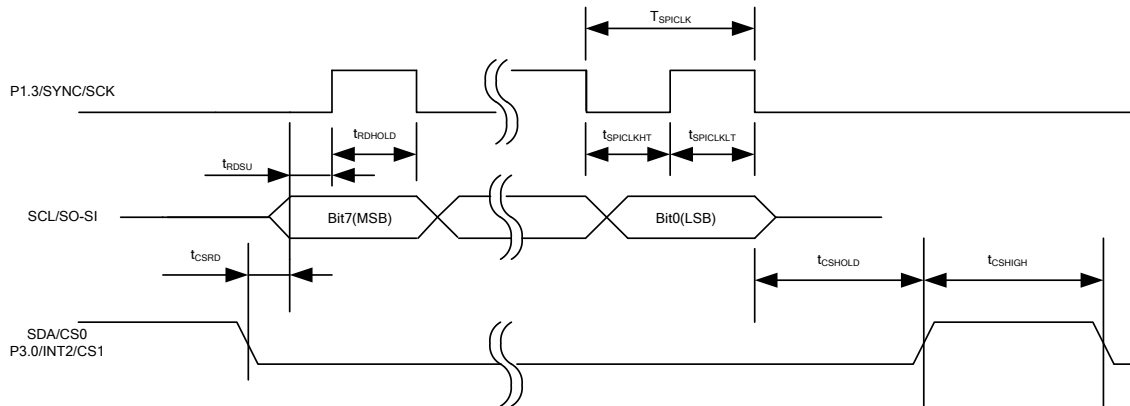 TSPICLK
P1.3/SYNC/SCK
tRDHOLD
tSPICLKHT
tSPICLKLT
tRDSU
SCL/SO-SI
Bit7(MSB)
Bit0(LSB)
tCSRD
tCSHOLD
tCSHIGH
SDA/CS0
P3.0/INT2/CS1